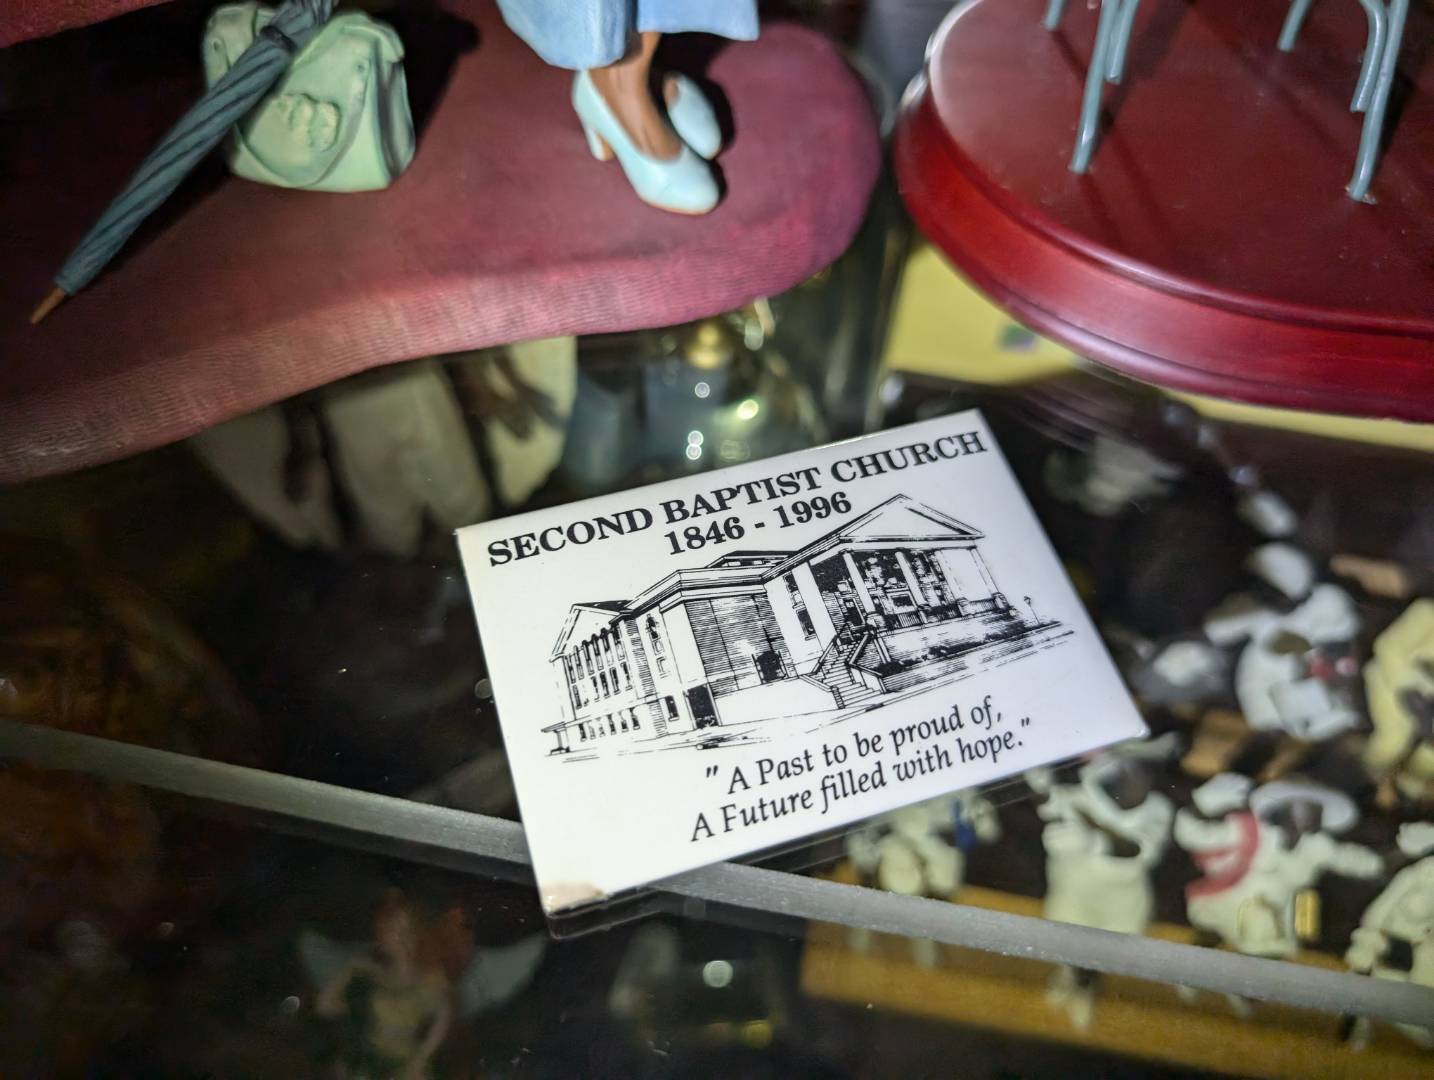 SECOND BAPTIST CHURCH
1846 - 1996
"A Past to be proud of,
A Future filled with hope."